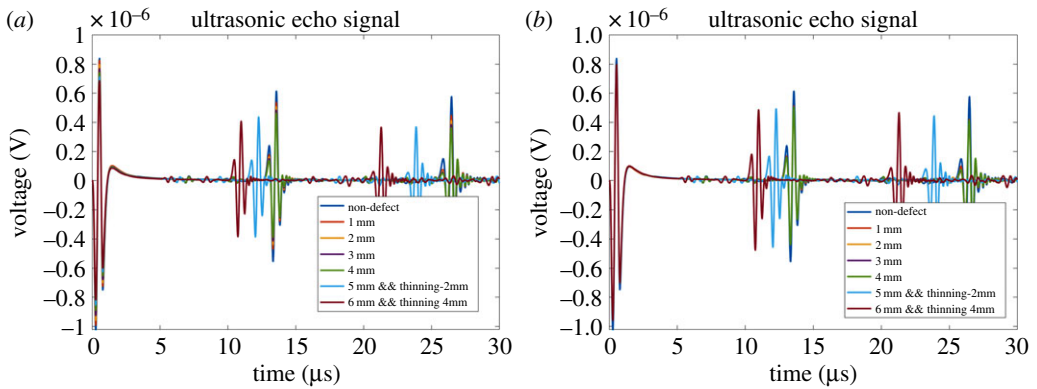 (a)
× 10⁻⁶
ultrasonic echo signal
1
0.8
0.6
0.4
0.2
0
–0.2
–0.4
–0.6
–0.8
–1
voltage (V)
non-defect
1 mm
2 mm
3 mm
4 mm
5 mm && thinning-2mm
6 mm && thinning 4mm
0 5 10 15 20 25 30
time (μs)
(b)
× 10⁻⁶
ultrasonic echo signal
1.0
0.8
0.6
0.4
0.2
0
–0.2
–0.4
–0.6
–0.8
–1.0
voltage (V)
non-defect
1 mm
2 mm
3 mm
4 mm
5 mm && thinning-2mm
6 mm && thinning 4mm
0 5 10 15 20 25 30
time (μs)